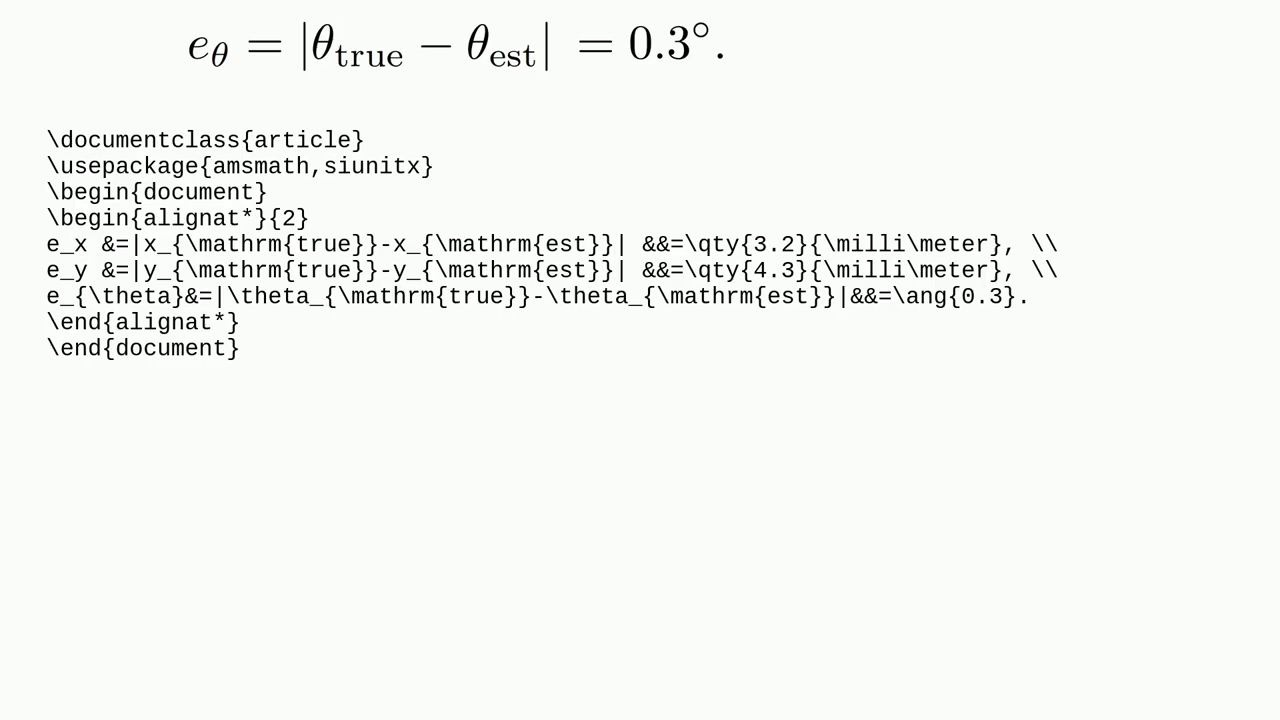 e_θ = |θ_true − θ_est| = 0.3°.
\documentclass{article}
\usepackage{amsmath,siunitx}
\begin{document}
\begin{alignat*}{2}
e_x &=|x_{\mathrm{true}}-x_{\mathrm{est}}| &&=\qty{3.2}{\milli\meter}, \\
e_y &=|y_{\mathrm{true}}-y_{\mathrm{est}}| &&=\qty{4.3}{\milli\meter}, \\
e_{\theta}&=|\theta_{\mathrm{true}}-\theta_{\mathrm{est}}|&&=\ang{0.3}.
\end{alignat*}
\end{document}